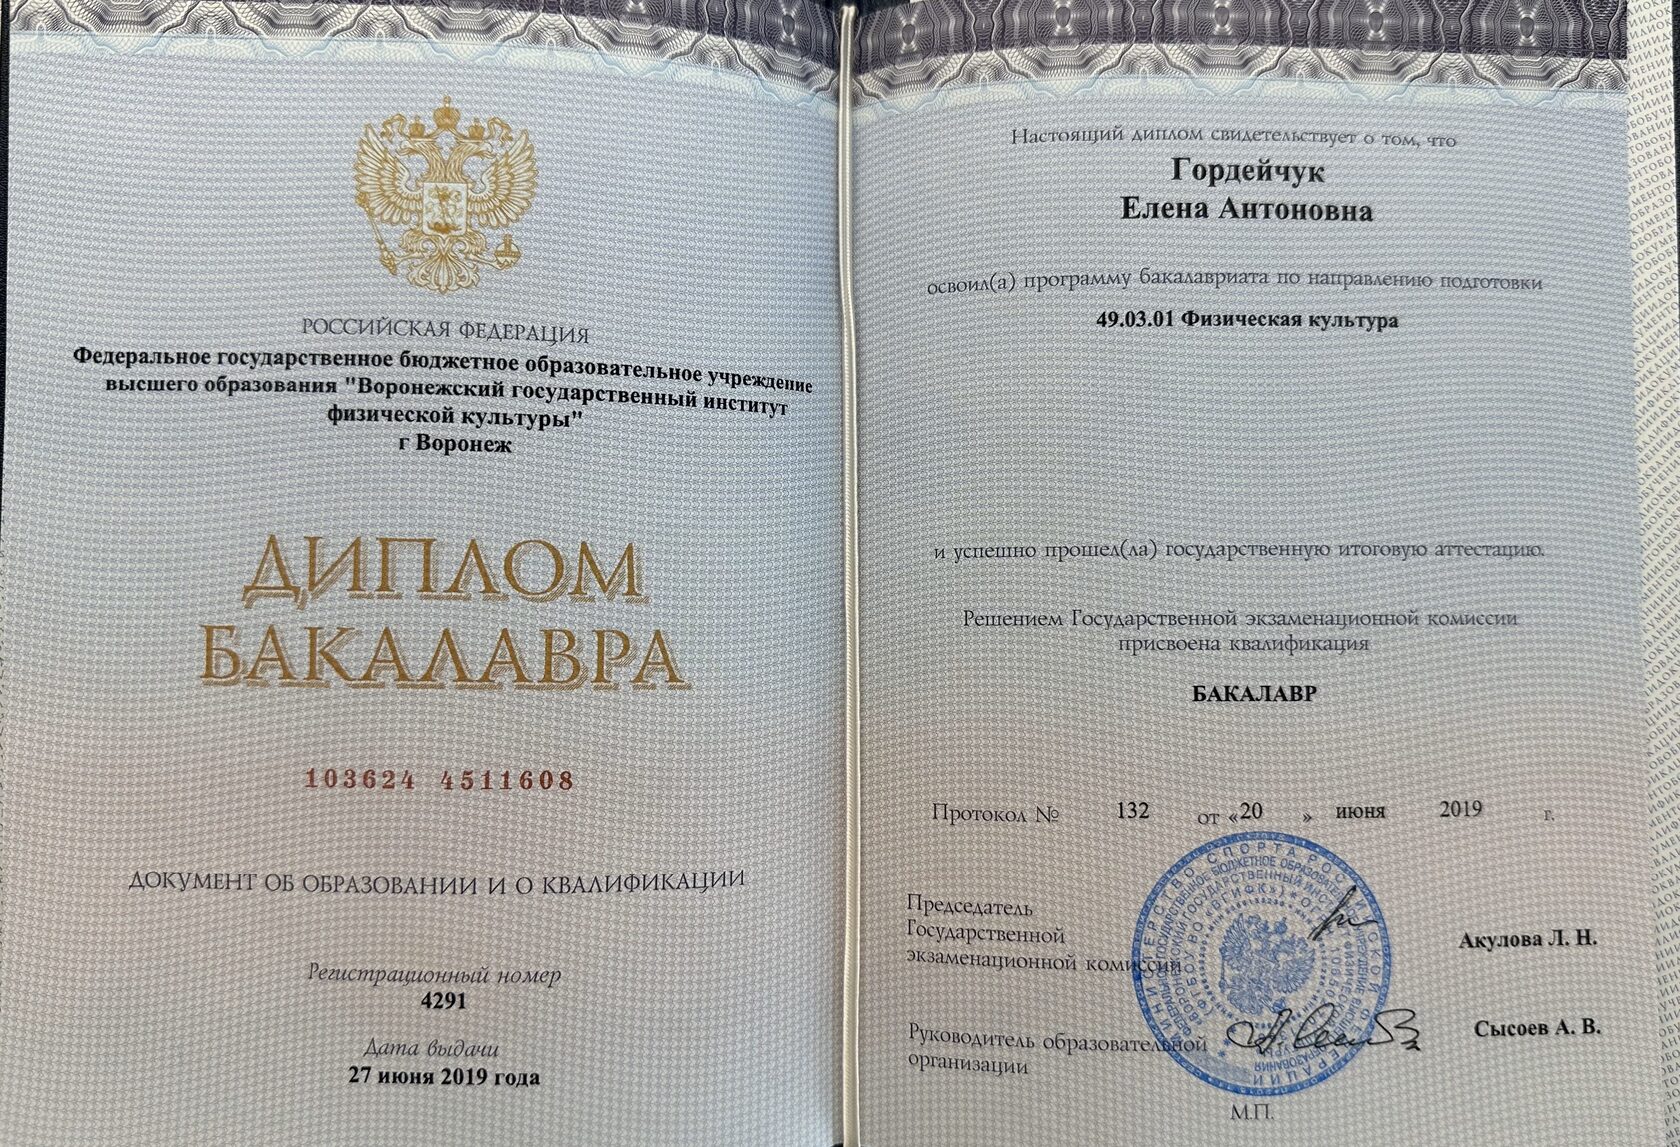 РОССИЙСКАЯ ФЕДЕРАЦИЯ
Федеральное государственное бюджетное образовательное учреждение
высшего образования "Воронежский государственный институт
физической культуры"
г Воронеж
ДИПЛОМ
БАКАЛАВРА
103624 4511608
ДОКУМЕНТ ОБ ОБРАЗОВАНИИ И О КВАЛИФИКАЦИИ
Регистрационный номер
4291
Дата выдачи
27 июня 2019 года
Настоящий диплом свидетельствует о том, что
Гордейчук
Елена Антоновна
освоил(а) программу бакалавриата по направлению подготовки
49.03.01 Физическая культура
и успешно прошел(ла) государственную итоговую аттестацию.
Решением Государственной экзаменационной комиссии
присвоена квалификация
БАКАЛАВР
Протокол № 132 от «20 » июня 2019 г.
Председатель
Государственной
экзаменационной комиссии
Акулова Л. Н.
Руководитель образовательной
организации
Сысоев А. В.
М.П.
МИНИСТЕРСТВО СПОРТА РОССИЙСКОЙ ФЕДЕРАЦИИ